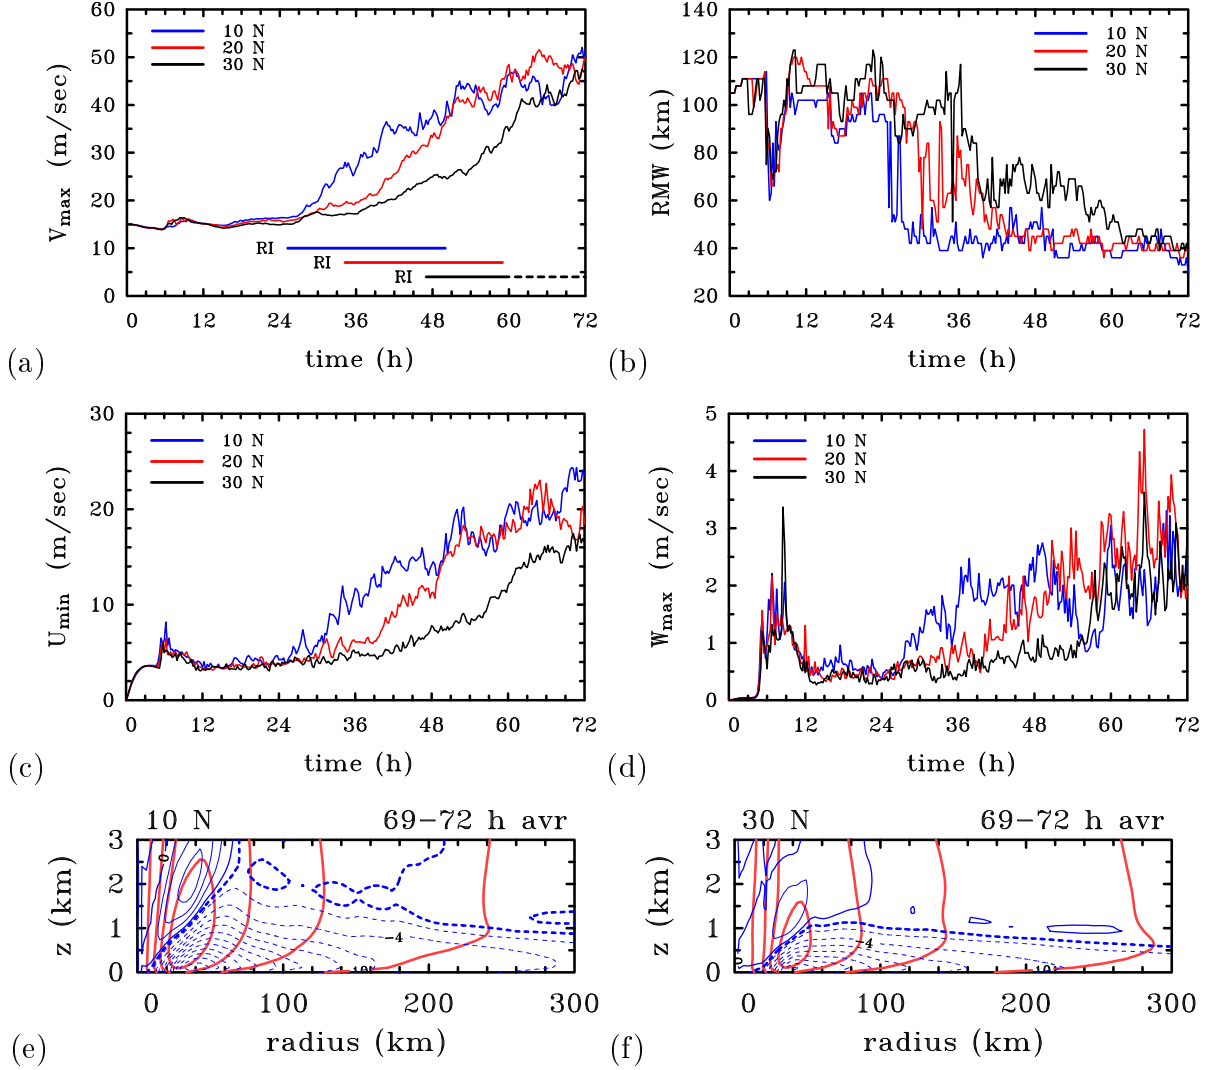 60
50
40
30
20
10
0
V max (m/sec)
10 N
20 N
30 N
RI
RI
RI
0 12 24 36 48 60 72
time (h)
(a)
140
120
100
80
60
40
20
RMW (km)
10 N
20 N
30 N
0 12 24 36 48 60 72
time (h)
(b)
30
20
10
0
U min (m/sec)
10 N
20 N
30 N
0 12 24 36 48 60 72
time (h)
(c)
5
4
3
2
1
0
W max (m/sec)
10 N
20 N
30 N
0 12 24 36 48 60 72
time (h)
(d)
10 N 69−72 h avr
3
2
1
0
z (km)
0
−4
0 100 200 300
radius (km)
(e)
30 N 69−72 h avr
3
2
1
0
z (km)
0
−4
0 100 200 300
radius (km)
(f)